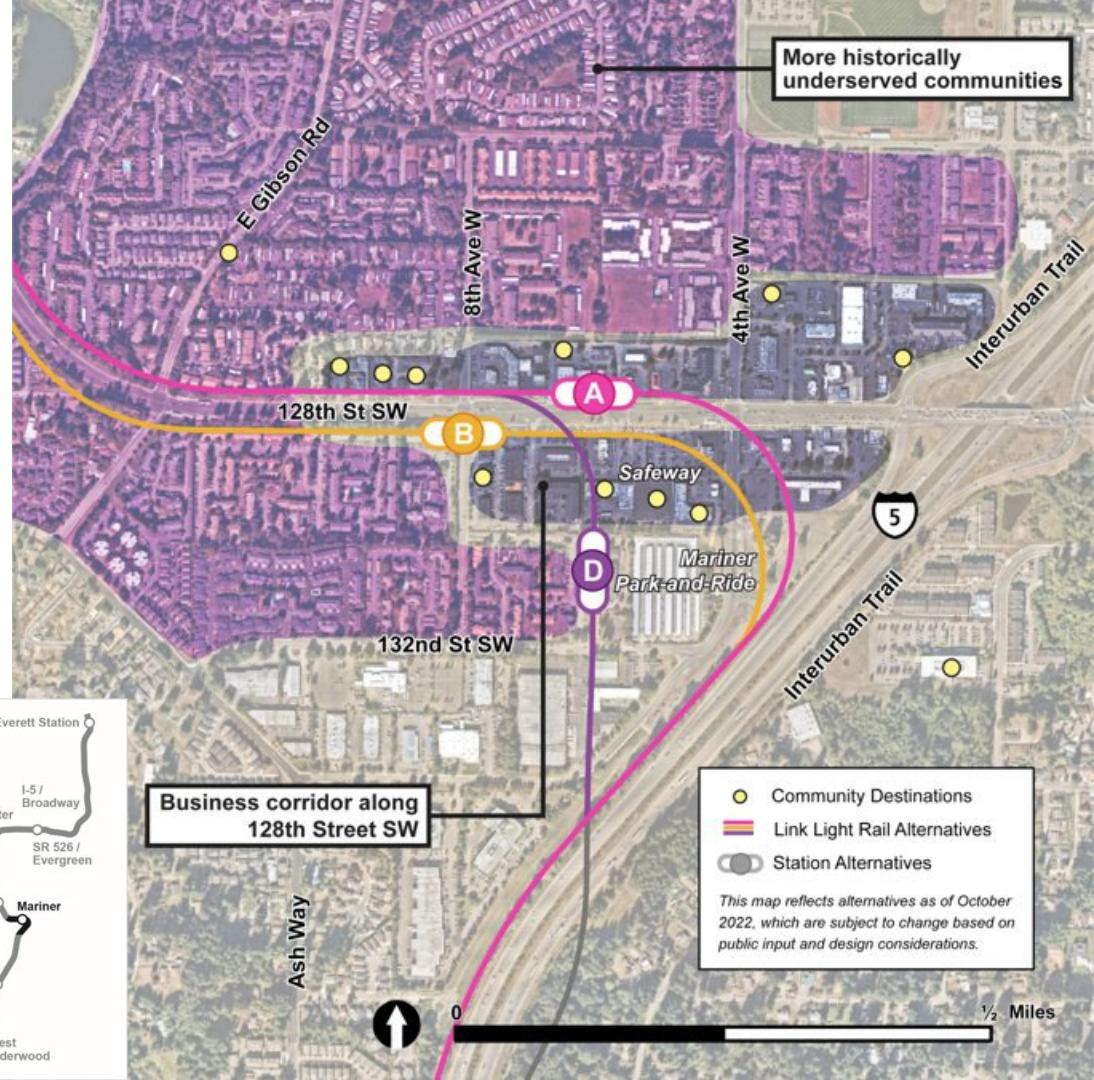 More historically
underserved communities
E Gibson Rd
8th Ave W
4th Ave W
Interurban Trail
A
128th St SW
B
Safeway
5
D
Mariner
Park-and-Ride
Interurban Trail
132nd St SW
Everett Station
I-5 /
Broadway
SR 526 /
Evergreen
Mariner
Business corridor along
128th Street SW
Ash Way
Community Destinations
Link Light Rail Alternatives
Station Alternatives
This map reflects alternatives as of October
2022, which are subject to change based on
public input and design considerations.
0
½ Miles